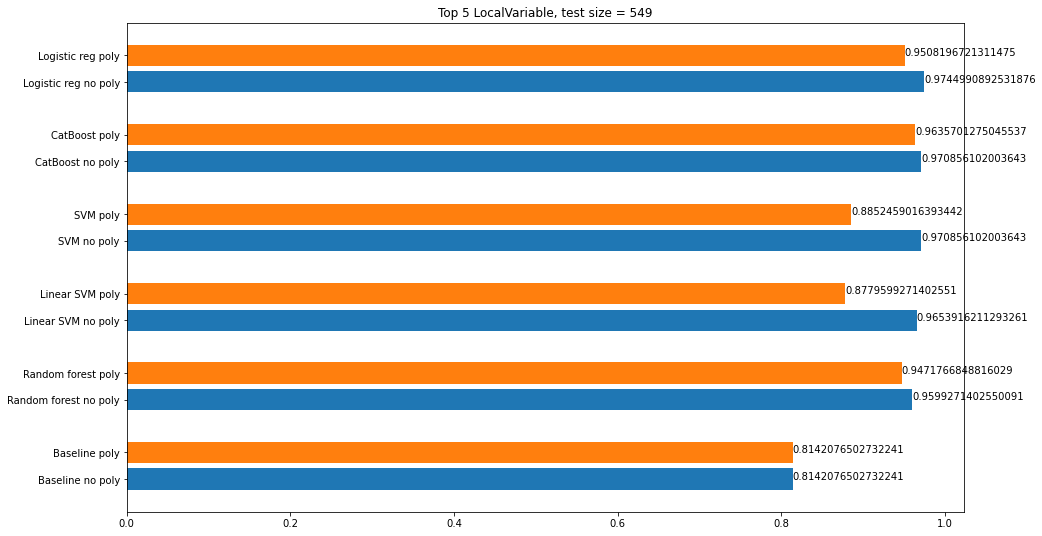 Top 5 LocalVariable, test size = 549
Logistic reg poly 0.9508196721311475
Logistic reg no poly 0.9744990892531876
CatBoost poly 0.9635701275045537
CatBoost no poly 0.970856102003643
SVM poly 0.8852459016393442
SVM no poly 0.970856102003643
Linear SVM poly 0.8779599271402551
Linear SVM no poly 0.9653916211293261
Random forest poly 0.9471766848816029
Random forest no poly 0.9599271402550091
Baseline poly 0.8142076502732241
Baseline no poly 0.8142076502732241
0.0 0.2 0.4 0.6 0.8 1.0